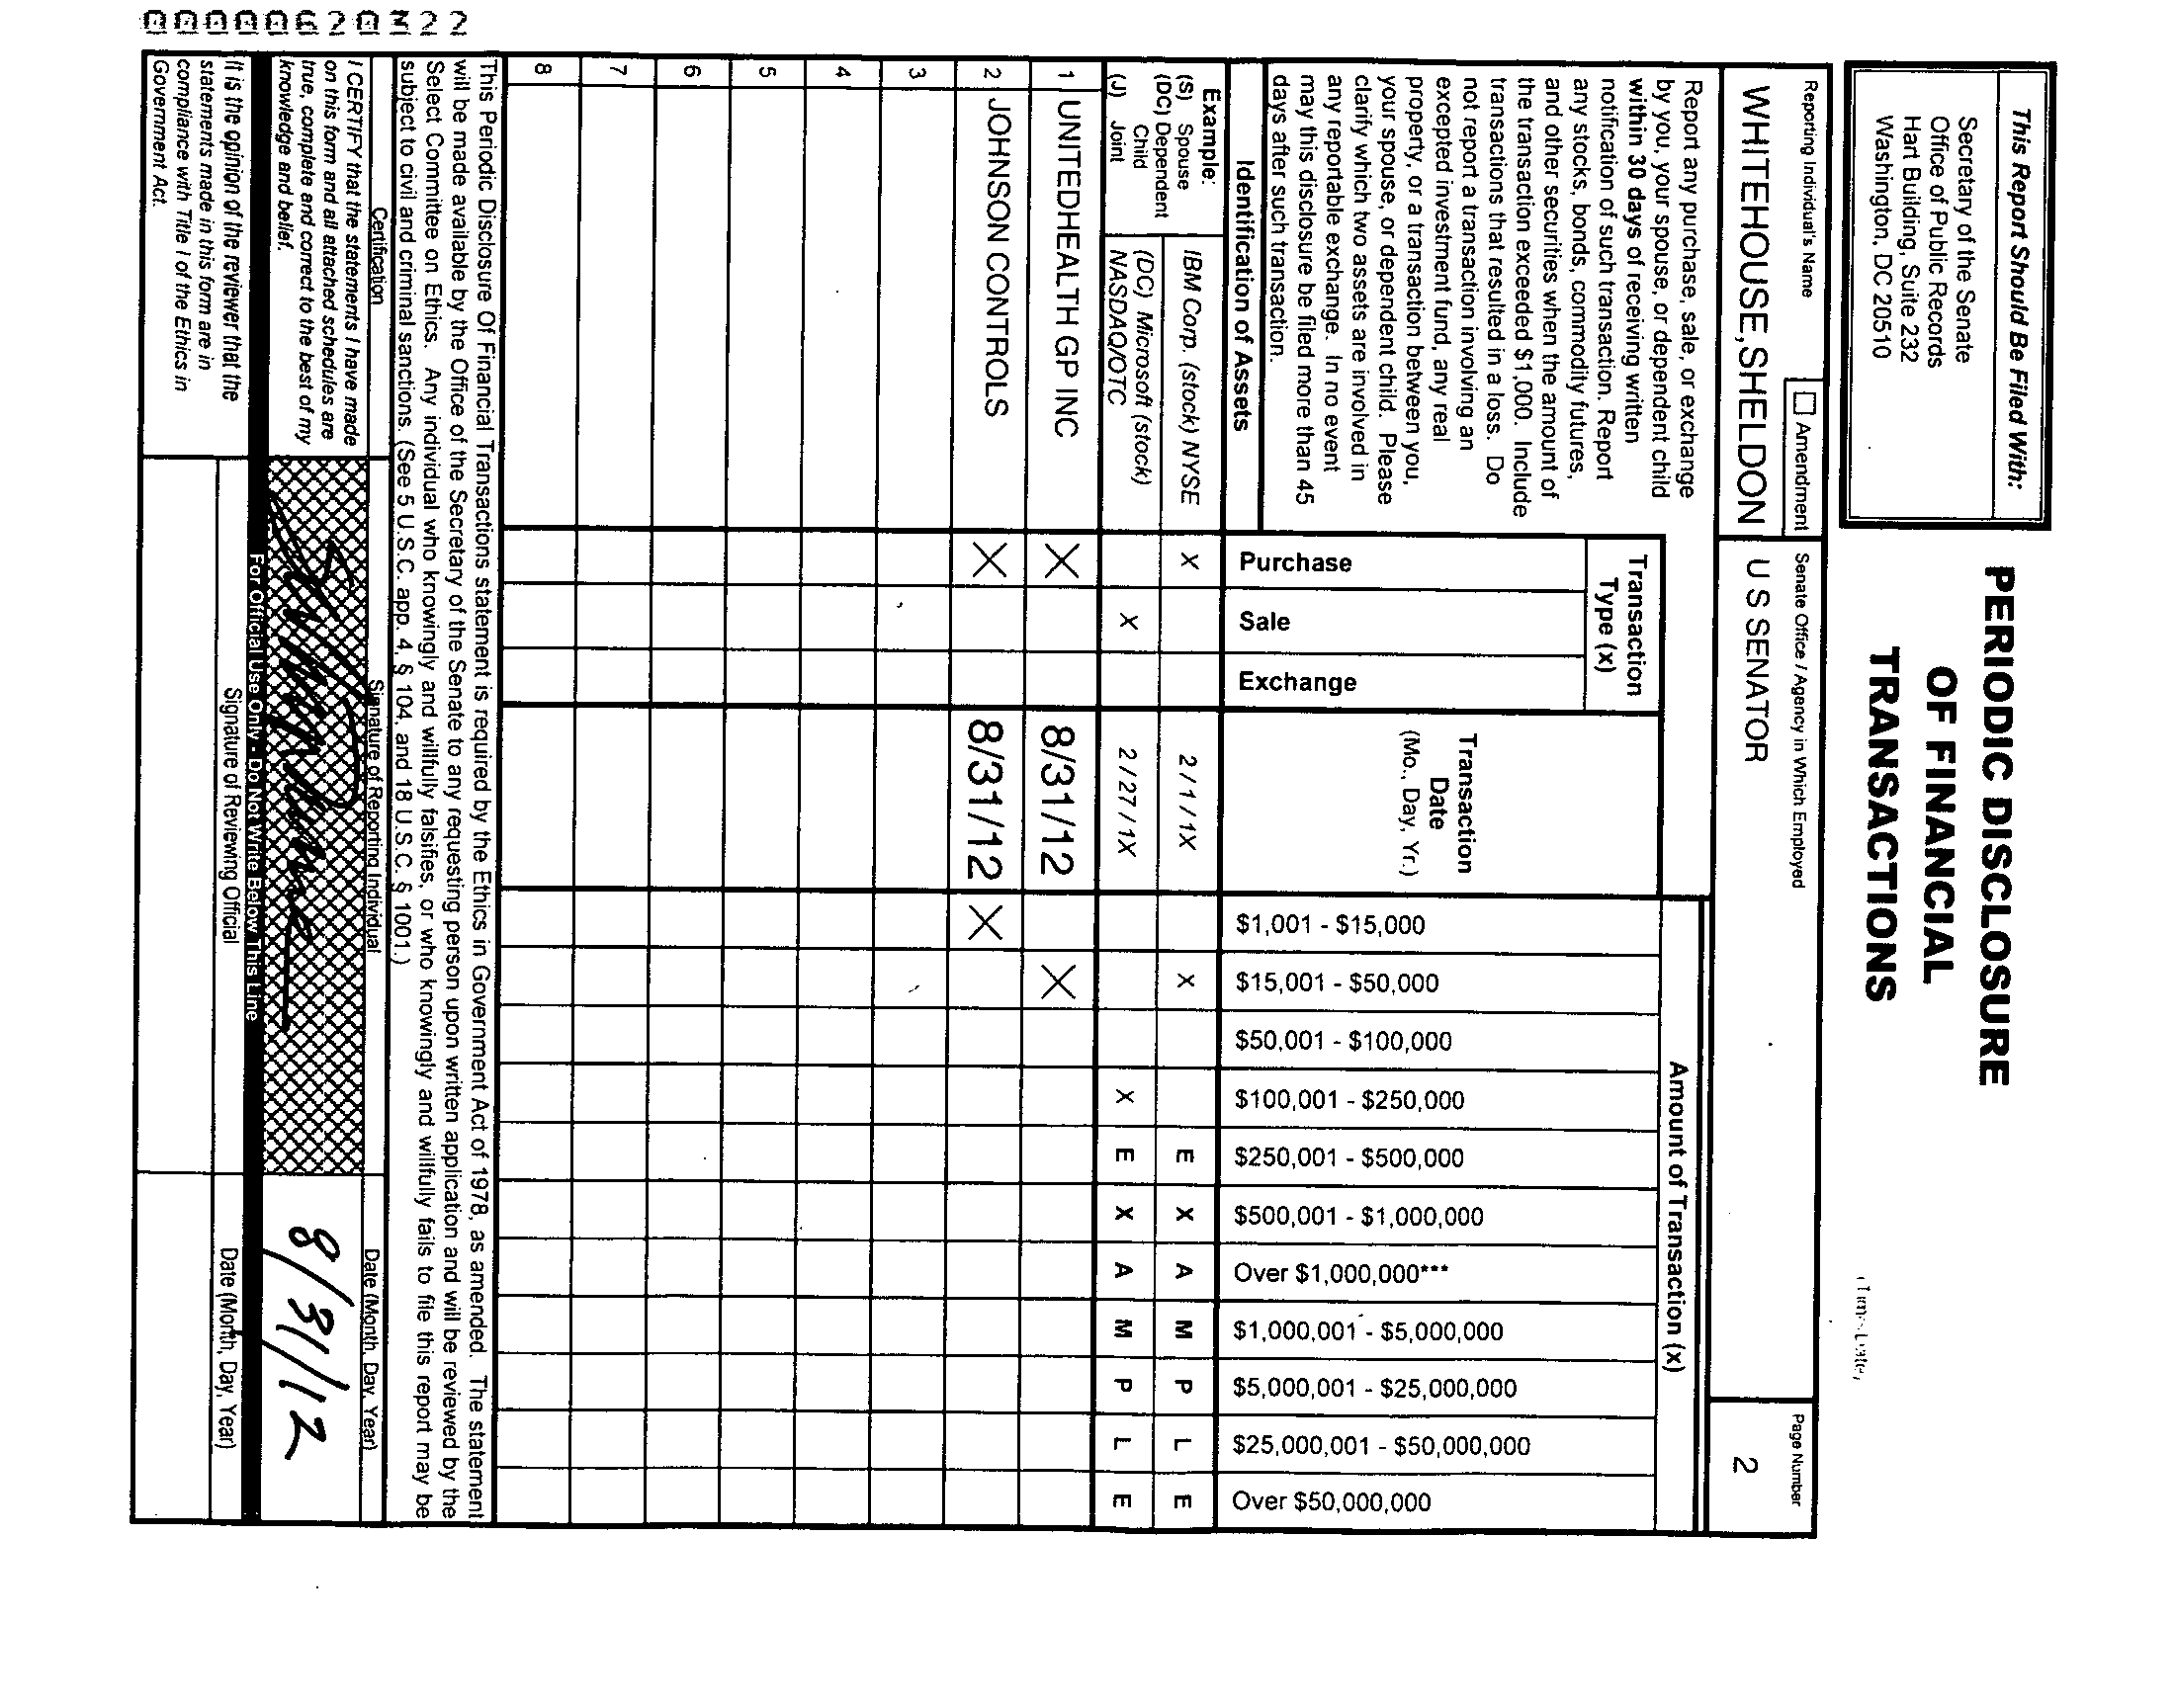 This Report Should Be Filed With:
Secretary of the Senate
Office of Public Records
Hart Building, Suite 232
Washington, DC 20510
PERIODIC DISCLOSURE
OF FINANCIAL
TRANSACTIONS
Reporting Individual's Name
Amendment
Senate Office / Agency in Which Employed
Page Number
WHITEHOUSE,SHELDON
U S SENATOR
2
Report any purchase, sale, or exchange
by you, your spouse, or dependent child
within 30 days of receiving written
notification of such transaction. Report
any stocks, bonds, commodity futures,
and other securities when the amount of
the transaction exceeded $1,000. Include
transactions that resulted in a loss. Do
not report a transaction involving an
excepted investment fund, any real
property, or a transaction between you,
your spouse, or dependent child. Please
clarify which two assets are involved in
any reportable exchange. In no event
may this disclosure be filed more than 45
days after such transaction.
Identification of Assets
Transaction
Type (x)
Purchase
Sale
Exchange
Transaction
Date
(Mo., Day, Yr.)
Amount of Transaction (x)
$1,001 - $15,000
$15,001 - $50,000
$50,001 - $100,000
$100,001 - $250,000
$250,001 - $500,000
$500,001 - $1,000,000
Over $1,000,000***
$1,000,001 - $5,000,000
$5,000,001 - $25,000,000
$25,000,001 - $50,000,000
Over $50,000,000
Example:
(S) Spouse
(DC) Dependent
Child
(J) Joint
IBM Corp. (stock) NYSE X 2 / 1 / 1X X E X A M P L E
(DC) Microsoft (stock)
NASDAQ/OTC X 2 / 27 / 1X X E X A M P L E
1 UNITEDHEALTH GP INC X 8/31/12 X
2 JOHNSON CONTROLS X 8/31/12 X
3
4
5
6
7
8
This Periodic Disclosure Of Financial Transactions statement is required by the Ethics in Government Act of 1978, as amended. The statement
will be made available by the Office of the Secretary of the Senate to any requesting person upon written application and will be reviewed by the
Select Committee on Ethics. Any individual who knowingly and willfully falsifies, or who knowingly and willfully fails to file this report may be
subject to civil and criminal sanctions. (See 5 U.S.C. app. 4, § 104, and 18 U.S.C. § 1001.)
Certification
Signature of Reporting Individual
Date (Month, Day, Year)
I CERTIFY that the statements I have made
on this form and all attached schedules are
true, complete and correct to the best of my
knowledge and belief.
8/31/12
For Official Use Only - Do Not Write Below This Line
It is the opinion of the reviewer that the
statements made in this form are in
compliance with Title I of the Ethics in
Government Act.
Signature of Reviewing Official
Date (Month, Day, Year)